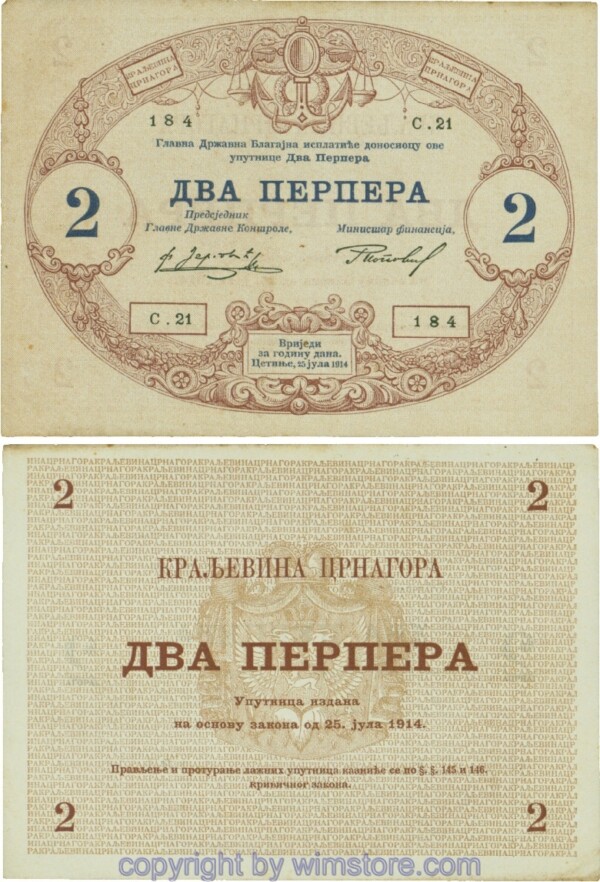 КРАЉЕВИНА
ЦРНАГОРА
КРАЉЕВИНА
ЦРНАГОРА
184
С.21
Главна Државна Благајна исплатиће доносиоцу ове
упутнице Два Перпера
2
ДВА ПЕРПЕРА
2
Предсједник
Главне Државне Контроле,
Министар финансија,
С.21
184
Вриједи
за годину дана.
Цетиње, 25 јула 1914
2
2
КРАЉЕВИНА ЦРНАГОРА
ДВА ПЕРПЕРА
Упутница издана
на основу закона од 25. јула 1914.
Прављење и протурање лажних упутница казниће се по §. §. 145 и 146.
кривичног закона.
2
2
copyright by wimstore.com